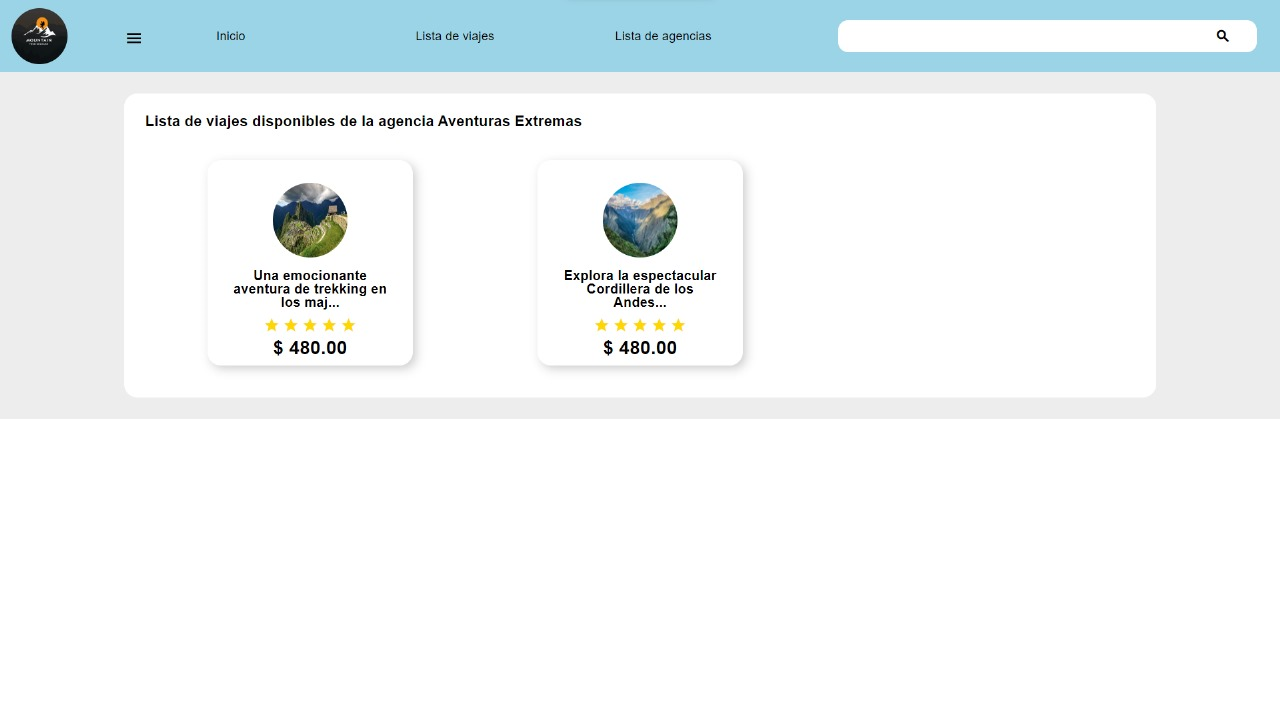 MOUNTAIN
Inicio
Lista de viajes
Lista de agencias
Lista de viajes disponibles de la agencia Aventuras Extremas
Una emocionante
aventura de trekking en
los maj...
$ 480.00
Explora la espectacular
Cordillera de los
Andes...
$ 480.00